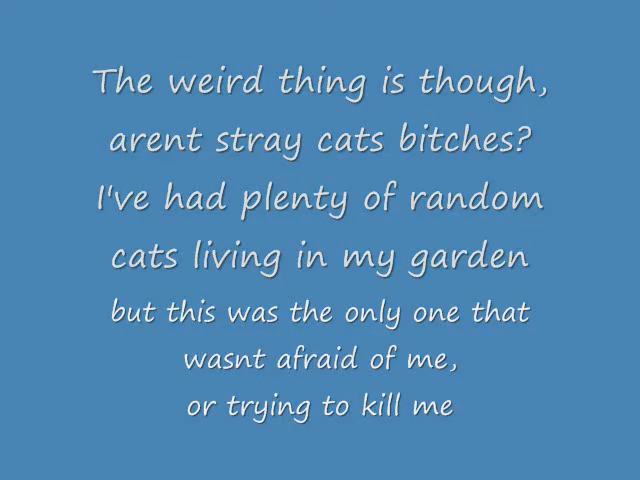 The weird thing is though,
arent stray cats bitches?
I've had plenty of random
cats living in my garden
but this was the only one that
wasnt afraid of me,
or trying to kill me